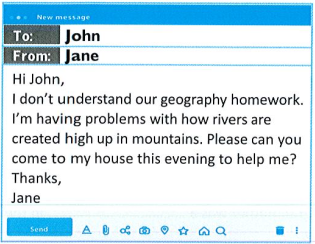 New message
To: John
From: Jane
Hi John,
I don't understand our geography homework.
I'm having problems with how rivers are
created high up in mountains. Please can you
come to my house this evening to help me?
Thanks,
Jane
Send